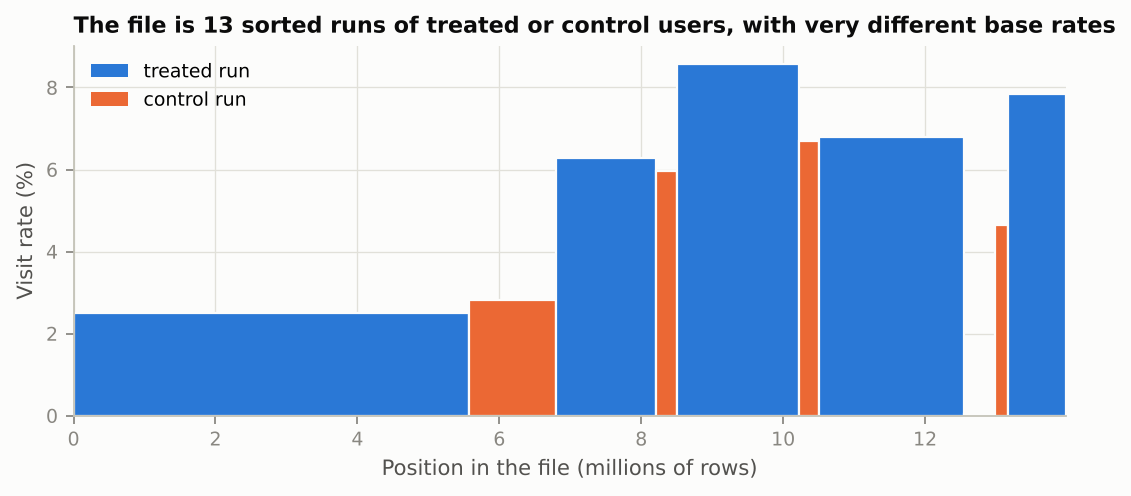 The file is 13 sorted runs of treated or control users, with very different base rates
treated run
control run
Visit rate (%)
8
6
4
2
0
0 2 4 6 8 10 12
Position in the file (millions of rows)